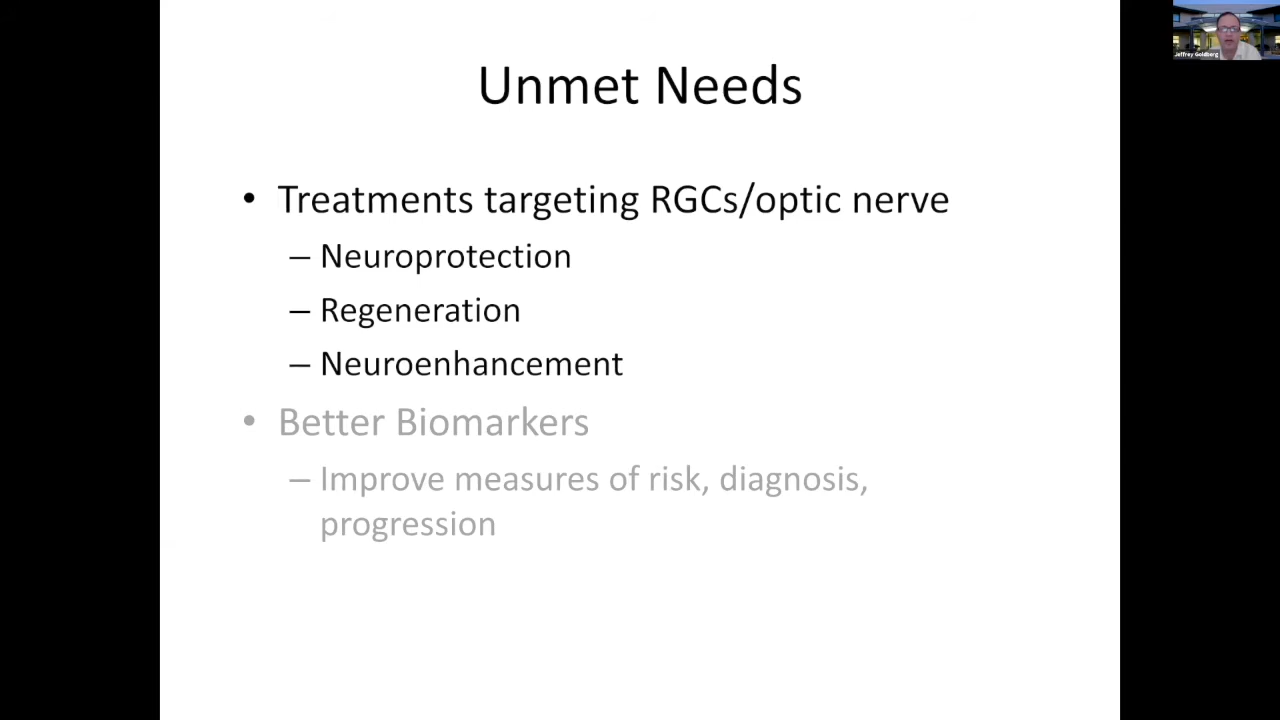 Unmet Needs
• Treatments targeting RGCs/optic nerve
– Neuroprotection
– Regeneration
– Neuroenhancement
• Better Biomarkers
– Improve measures of risk, diagnosis,
progression
Jeffrey Goldberg